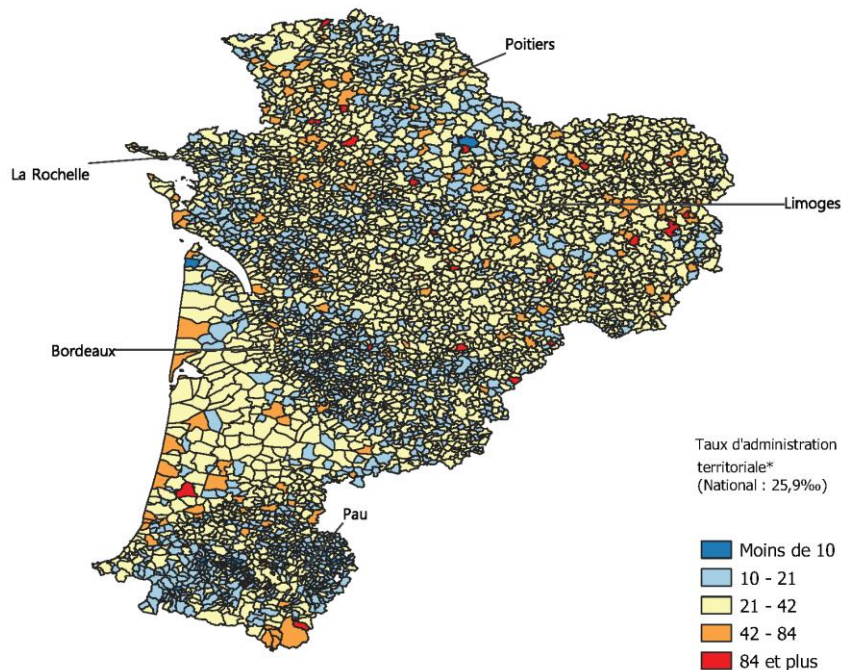 Poitiers
La Rochelle
Limoges
Bordeaux
Taux d'administration
territoriale*
(National : 25,9‰)
Pau
Moins de 10
10 - 21
21 - 42
42 - 84
84 et plus